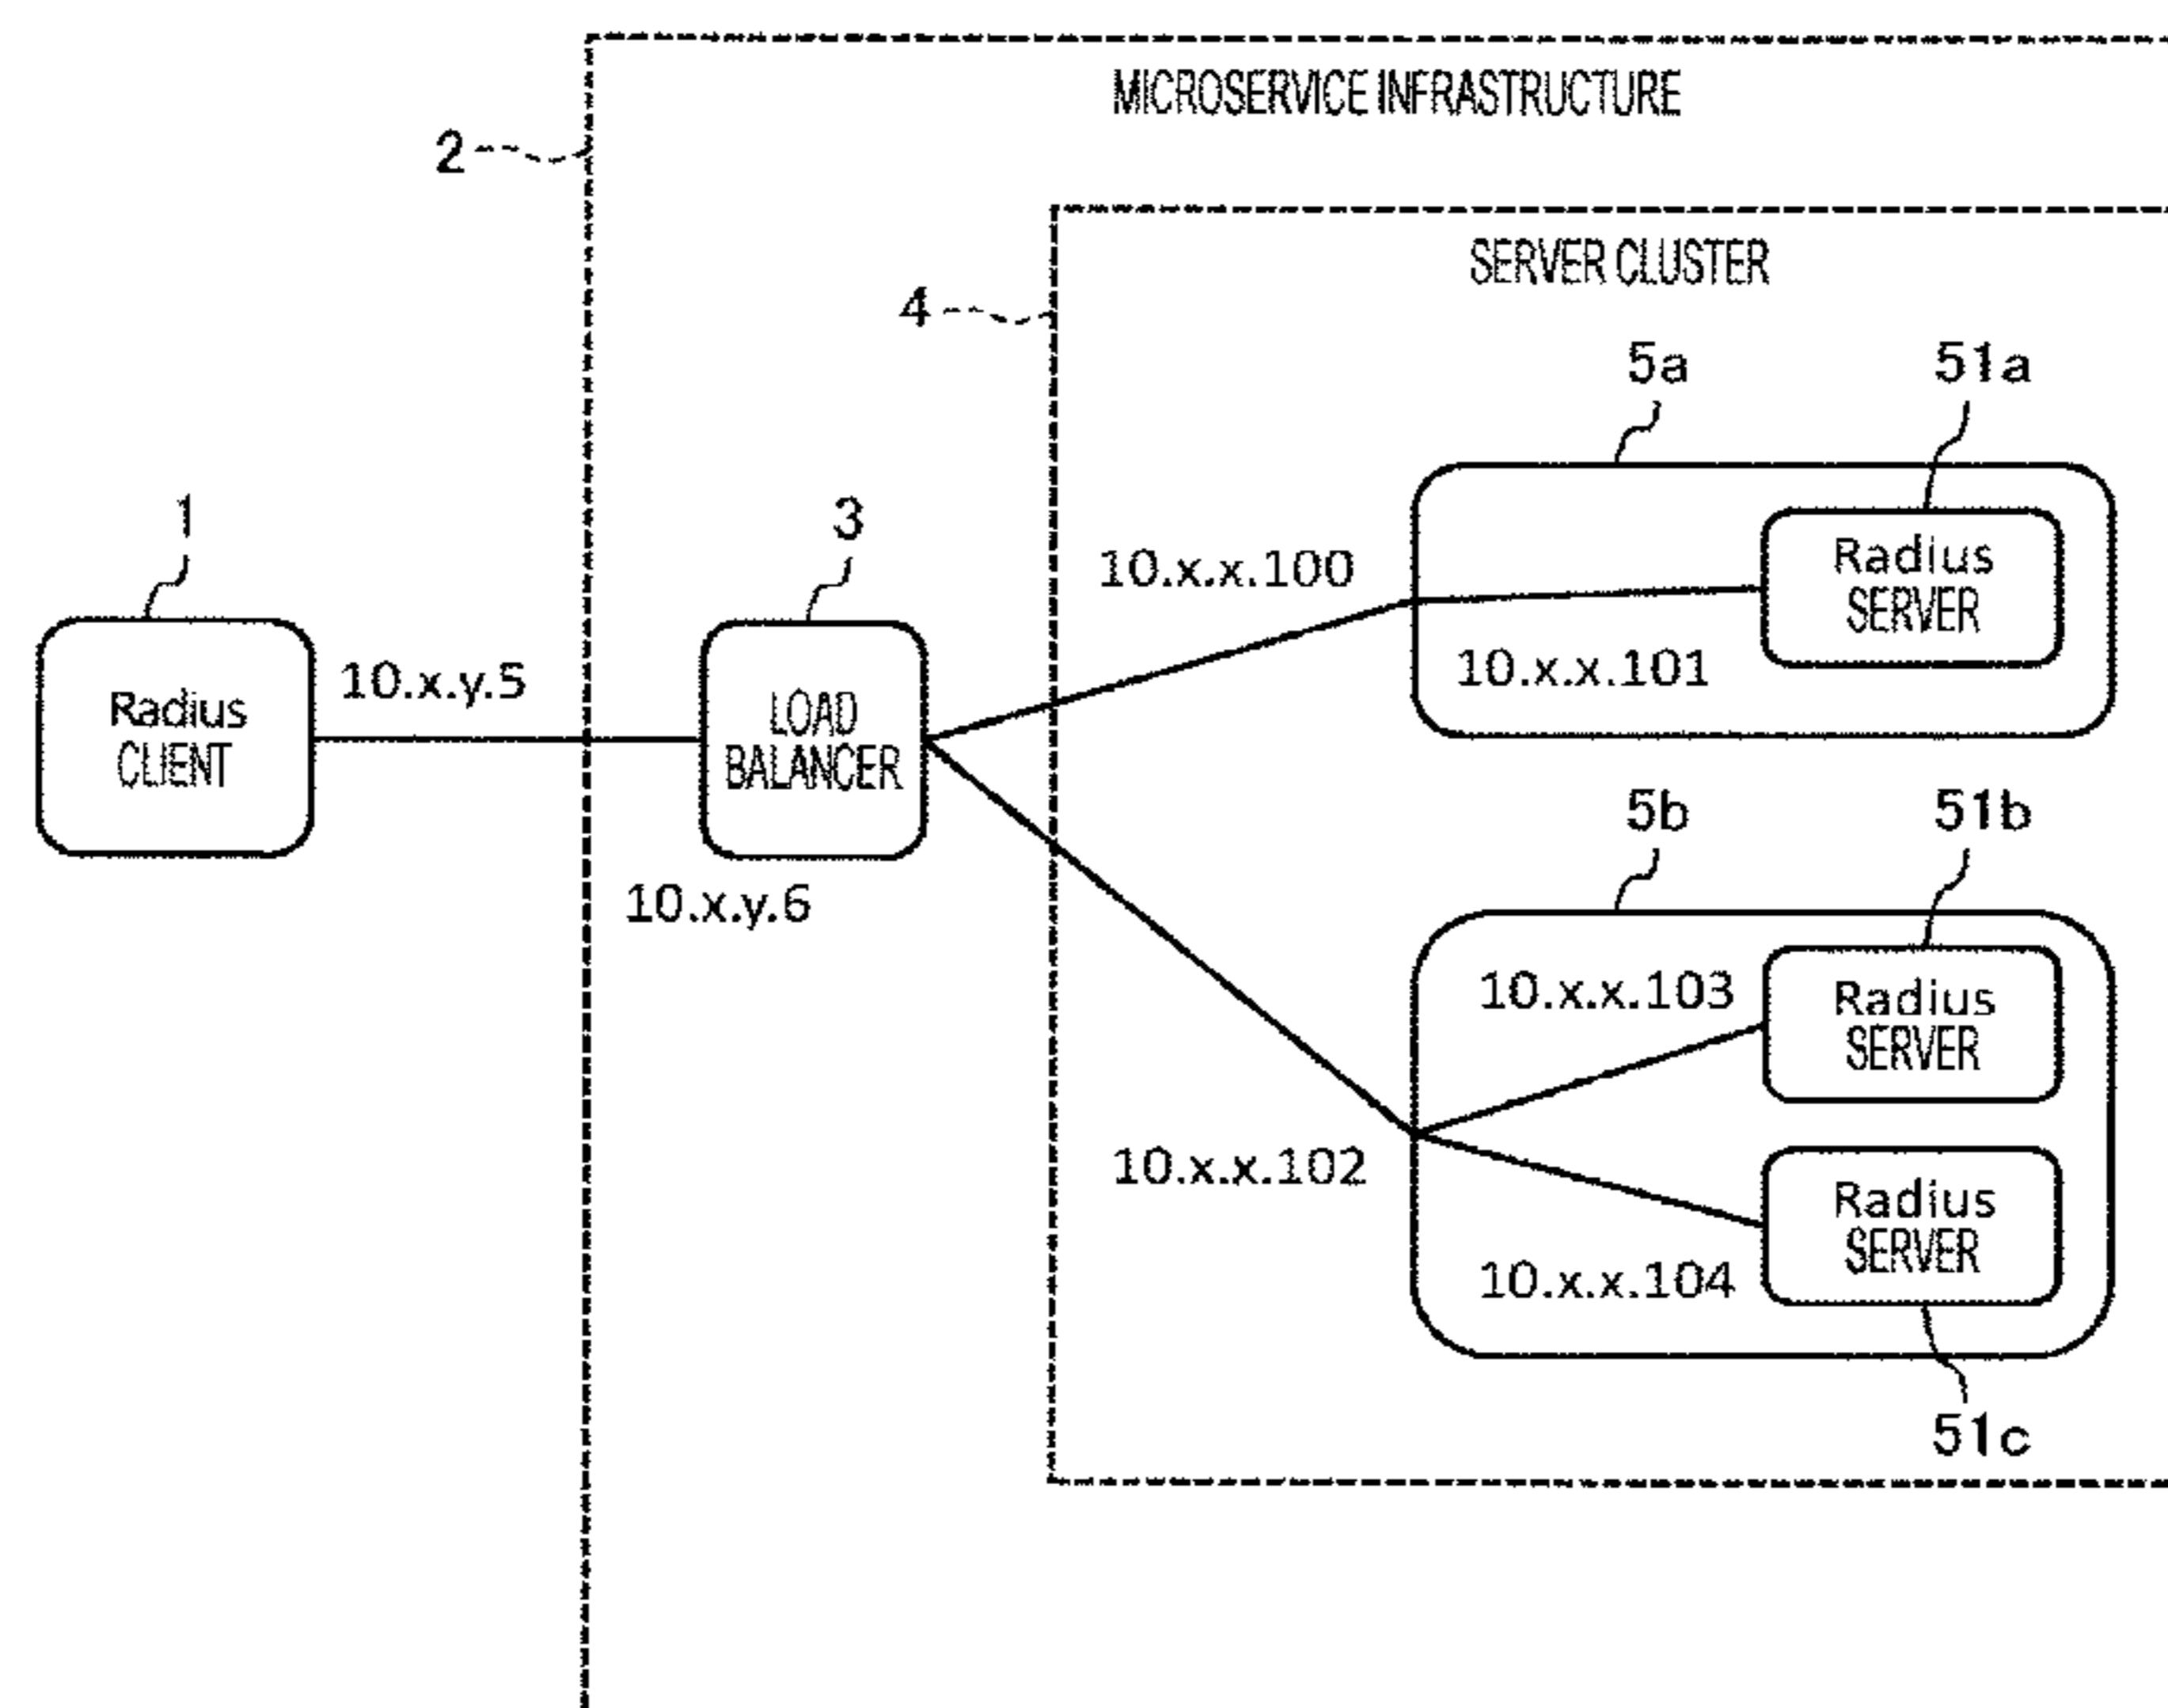 MICROSERVICE INFRASTRUCTURE
2
SERVER CLUSTER
4
5a
51a
1
3
10.x.x.100
Radius
SERVER
10.x.y.5
10.x.x.101
Radius
CLIENT
LOAD
BALANCER
5b
51b
10.x.y.6
10.x.x.103
Radius
SERVER
10.x.x.102
Radius
SERVER
10.x.x.104
51c